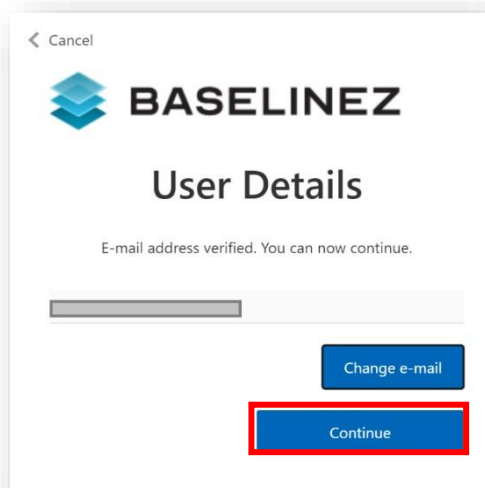 Cancel
BASELINEZ
User Details
E-mail address verified. You can now continue.
Change e-mail
Continue